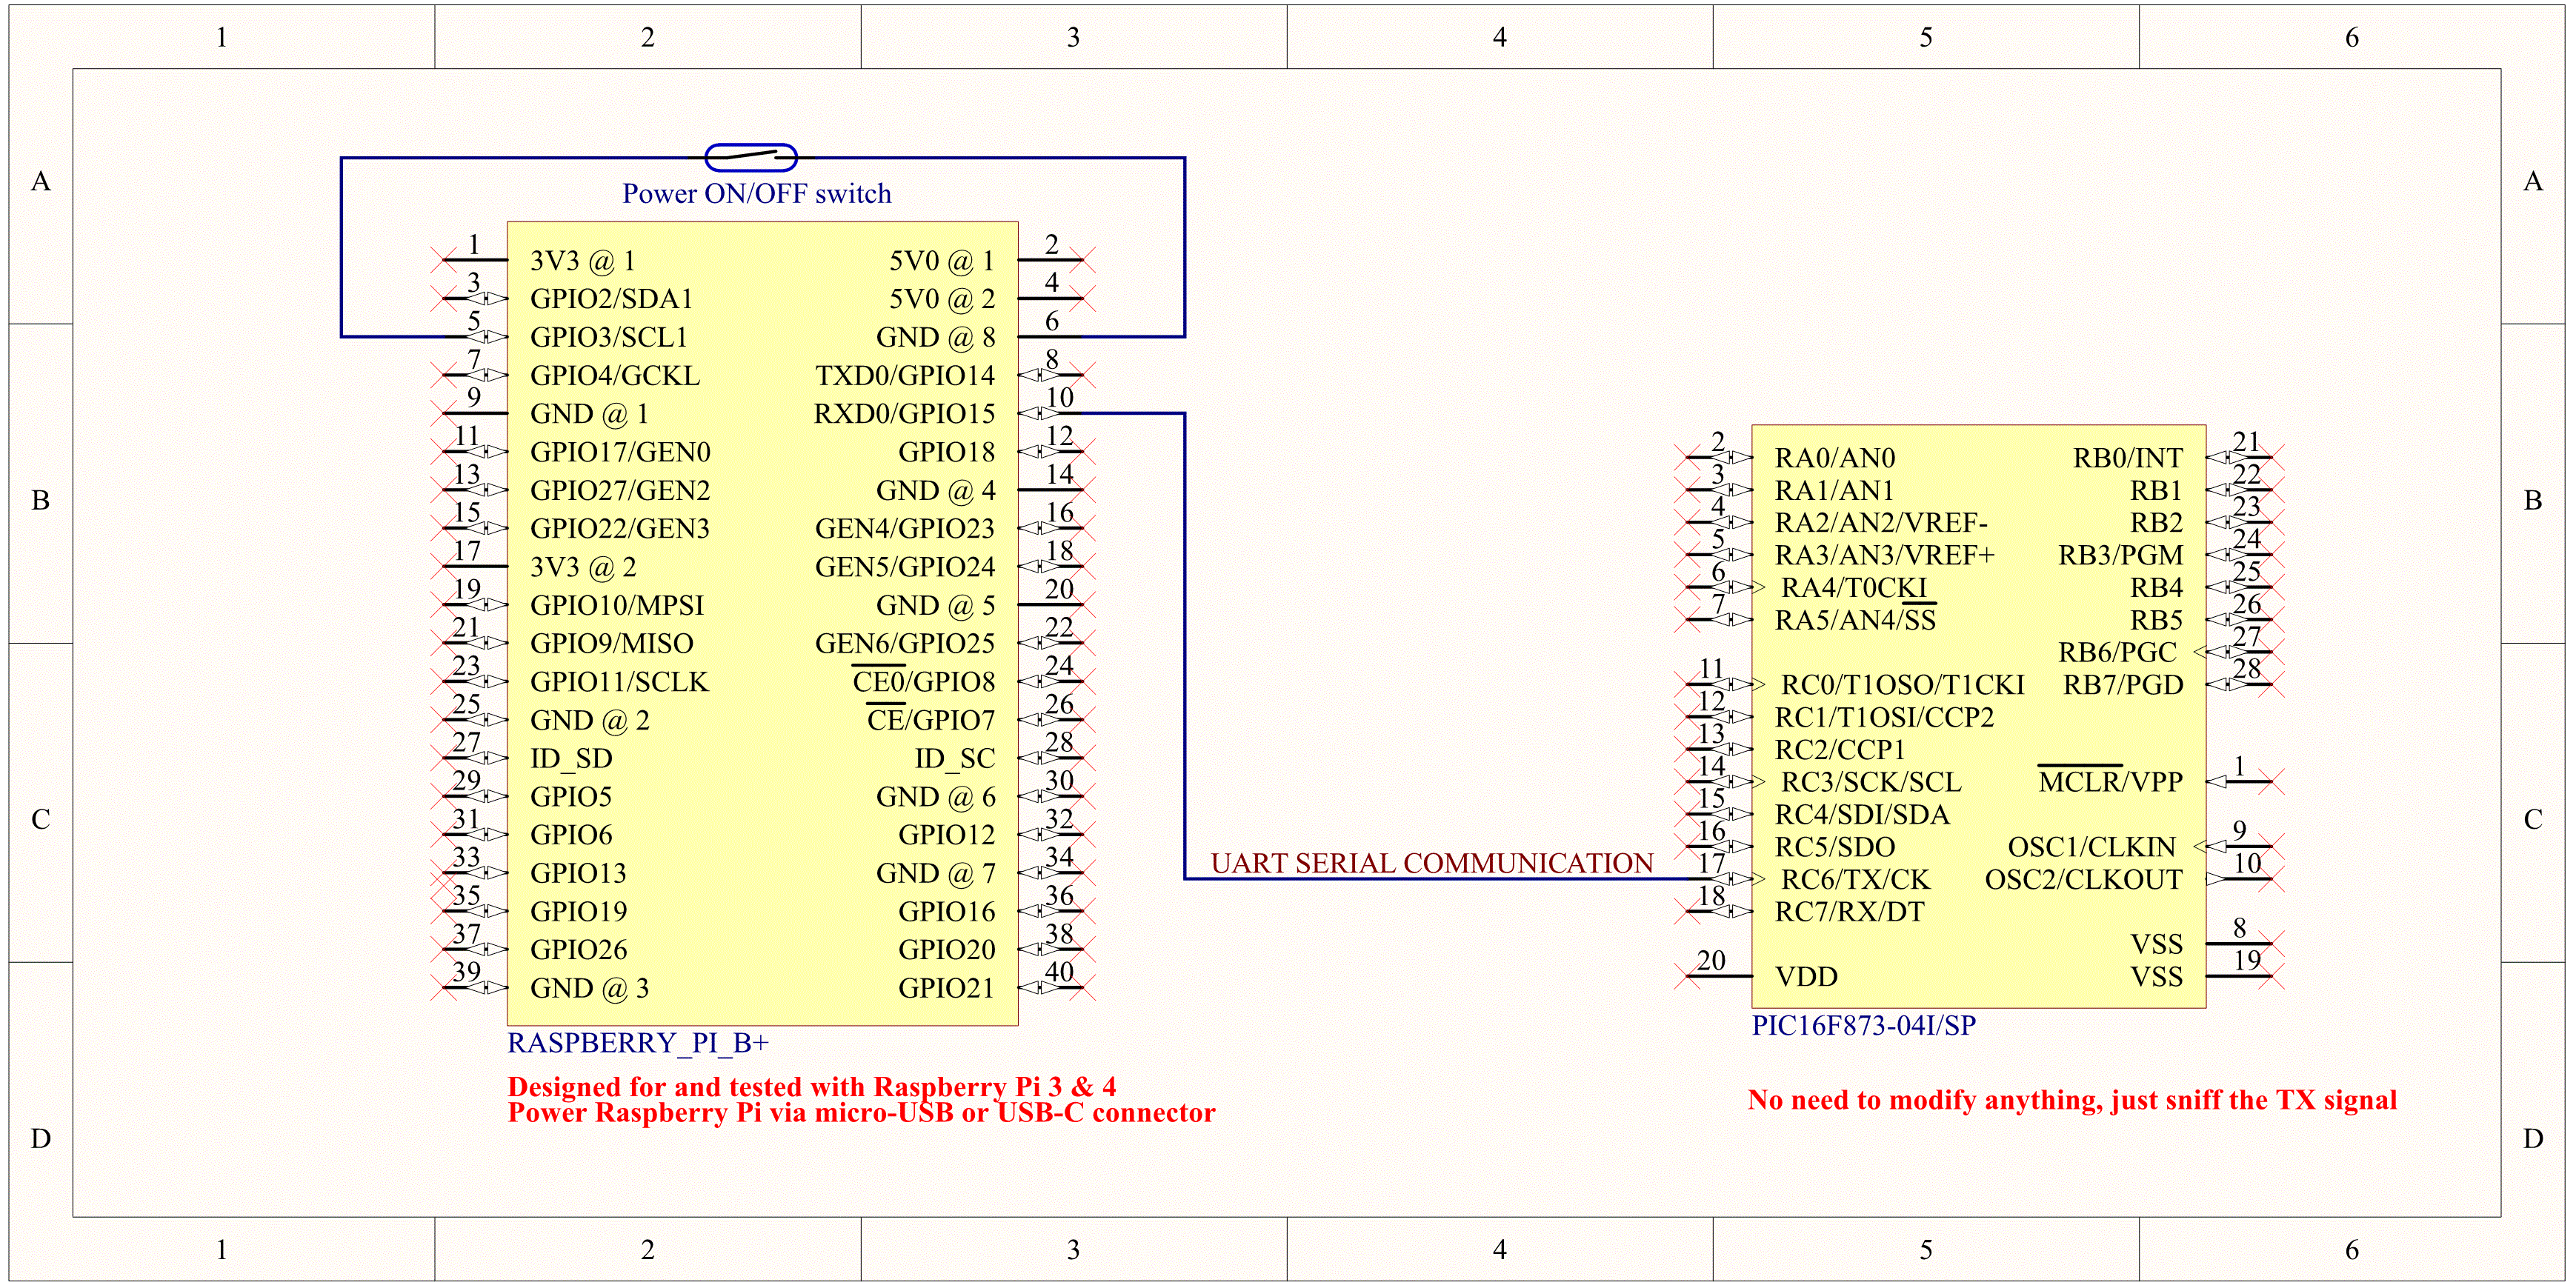 1 2 3 4 5 6
A A
Power ON/OFF switch
1 3V3 @ 1 5V0 @ 1 2
3 GPIO2/SDA1 5V0 @ 2 4
5 GPIO3/SCL1 GND @ 8 6
7 GPIO4/GCKL TXD0/GPIO14 8
9 GND @ 1 RXD0/GPIO15 10
11 GPIO17/GEN0 GPIO18 12
13 GPIO27/GEN2 GND @ 4 14
15 GPIO22/GEN3 GEN4/GPIO23 16
17 3V3 @ 2 GEN5/GPIO24 18
19 GPIO10/MPSI GND @ 5 20
21 GPIO9/MISO GEN6/GPIO25 22
23 GPIO11/SCLK CE0/GPIO8 24
25 GND @ 2 CE/GPIO7 26
27 ID_SD ID_SC 28
29 GPIO5 GND @ 6 30
31 GPIO6 GPIO12 32
33 GPIO13 GND @ 7 34
35 GPIO19 GPIO16 36
37 GPIO26 GPIO20 38
39 GND @ 3 GPIO21 40
RASPBERRY_PI_B+
Designed for and tested with Raspberry Pi 3 & 4
Power Raspberry Pi via micro-USB or USB-C connector
B B
UART SERIAL COMMUNICATION
2 RA0/AN0 RB0/INT 21
3 RA1/AN1 RB1 22
4 RA2/AN2/VREF- RB2 23
5 RA3/AN3/VREF+ RB3/PGM 24
6 RA4/T0CKI RB4 25
7 RA5/AN4/SS RB5 26
RB6/PGC 27
11 RC0/T1OSO/T1CKI RB7/PGD 28
12 RC1/T1OSI/CCP2
13 RC2/CCP1
14 RC3/SCK/SCL MCLR/VPP 1
15 RC4/SDI/SDA
16 RC5/SDO OSC1/CLKIN 9
17 RC6/TX/CK OSC2/CLKOUT 10
18 RC7/RX/DT
VSS 8
20 VDD VSS 19
PIC16F873-04I/SP
No need to modify anything, just sniff the TX signal
C C
D D
1 2 3 4 5 6